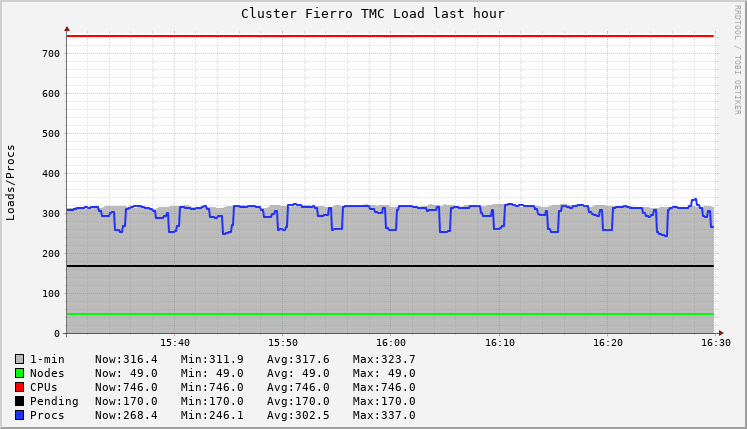 Cluster Fierro TMC Load last hour
RRDTOOL / TOBI OETIKER
Loads/Procs
700
600
500
400
300
200
100
0
15:40 15:50 16:00 16:10 16:20 16:30
1-min Now:316.4 Min:311.9 Avg:317.6 Max:323.7
Nodes Now: 49.0 Min: 49.0 Avg: 49.0 Max: 49.0
CPUs Now:746.0 Min:746.0 Avg:746.0 Max:746.0
Pending Now:170.0 Min:170.0 Avg:170.0 Max:170.0
Procs Now:268.4 Min:246.1 Avg:302.5 Max:337.0